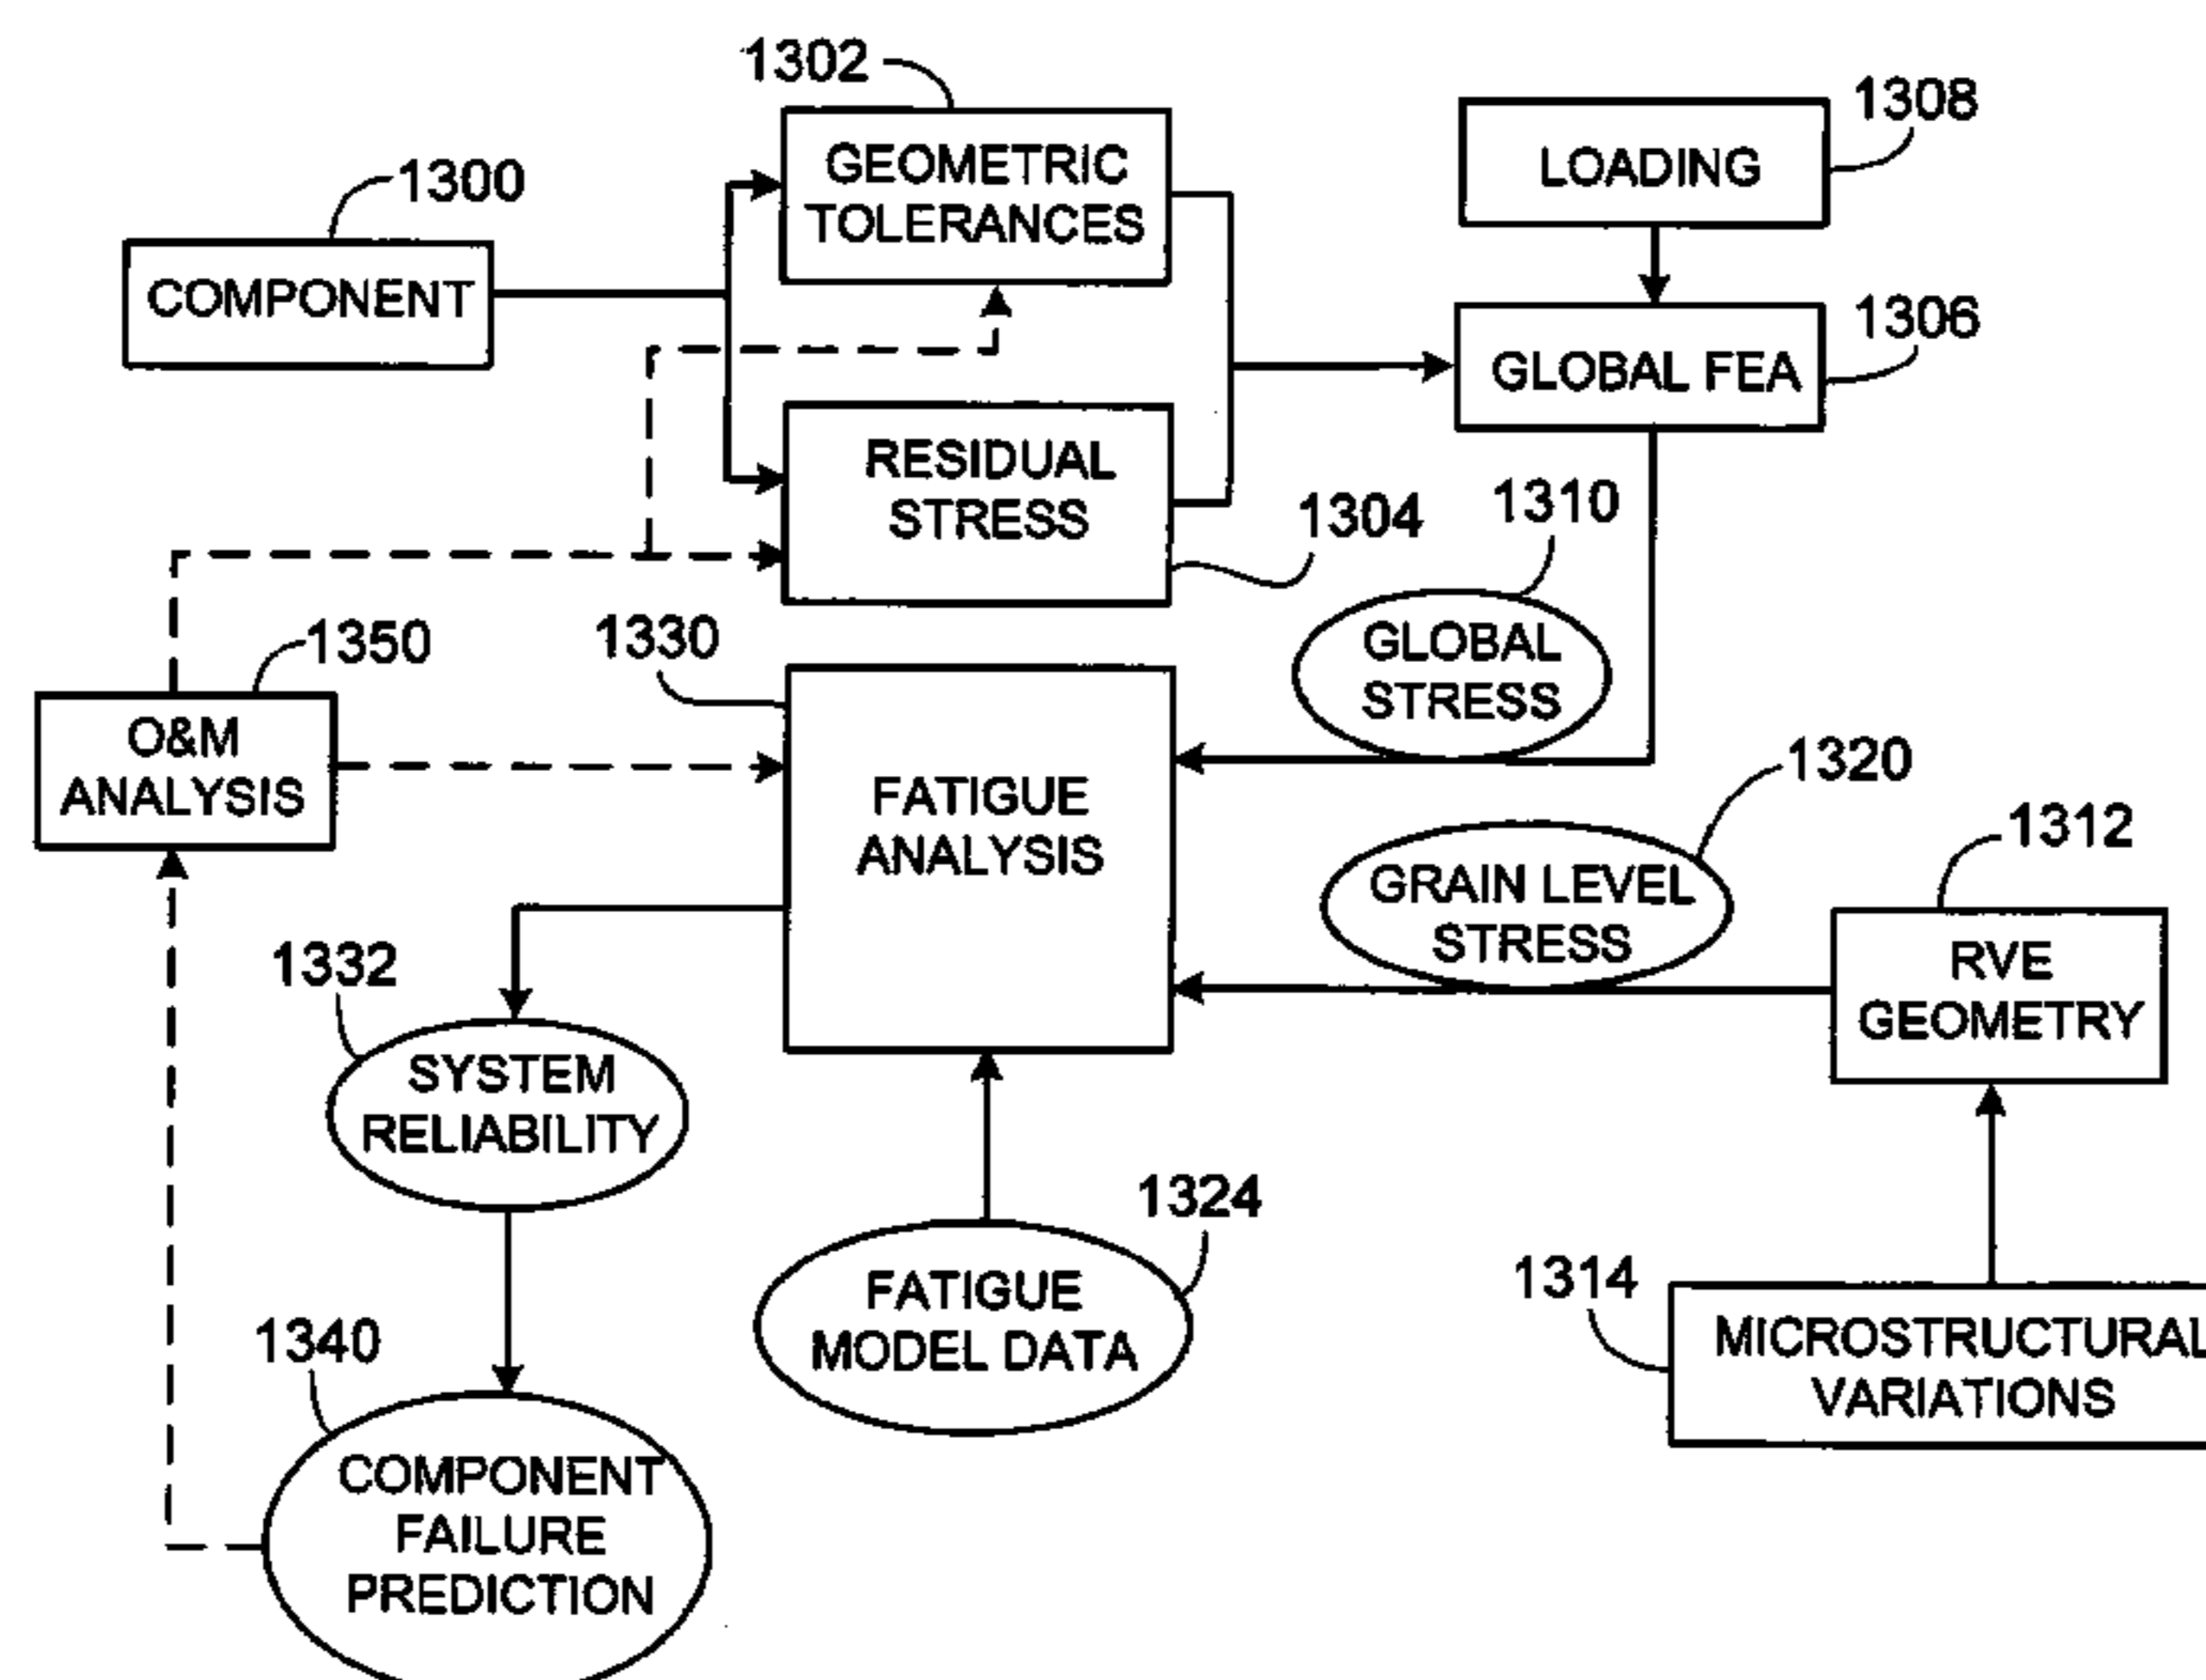 1302
GEOMETRIC
TOLERANCES
1308
LOADING
1300
COMPONENT
1306
GLOBAL FEA
RESIDUAL
STRESS
1304
1310
GLOBAL
STRESS
1350
O&M
ANALYSIS
1330
FATIGUE
ANALYSIS
1320
GRAIN LEVEL
STRESS
1312
RVE
GEOMETRY
1332
SYSTEM
RELIABILITY
1324
FATIGUE
MODEL DATA
1314
MICROSTRUCTURAL
VARIATIONS
1340
COMPONENT
FAILURE
PREDICTION